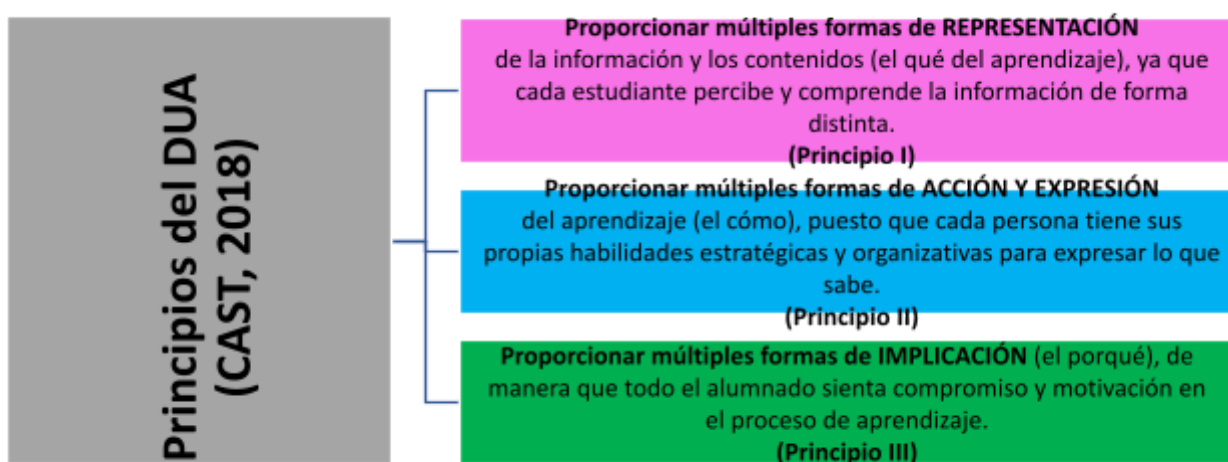 Principios del DUA
(CAST, 2018)
Proporcionar múltiples formas de REPRESENTACIÓN
de la información y los contenidos (el qué del aprendizaje), ya que
cada estudiante percibe y comprende la información de forma
distinta.
(Principio I)
Proporcionar múltiples formas de ACCIÓN Y EXPRESIÓN
del aprendizaje (el cómo), puesto que cada persona tiene sus
propias habilidades estratégicas y organizativas para expresar lo que
sabe.
(Principio II)
Proporcionar múltiples formas de IMPLICACIÓN (el porqué), de
manera que todo el alumnado sienta compromiso y motivación en
el proceso de aprendizaje.
(Principio III)